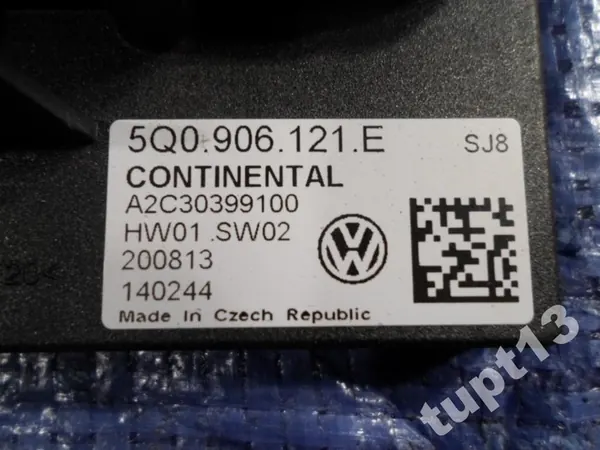 5Q0.906.121.E SJ8
CONTINENTAL
A2C30399100
HW01 .SW02
200813
140244
Made In Czech Republic
tupt13